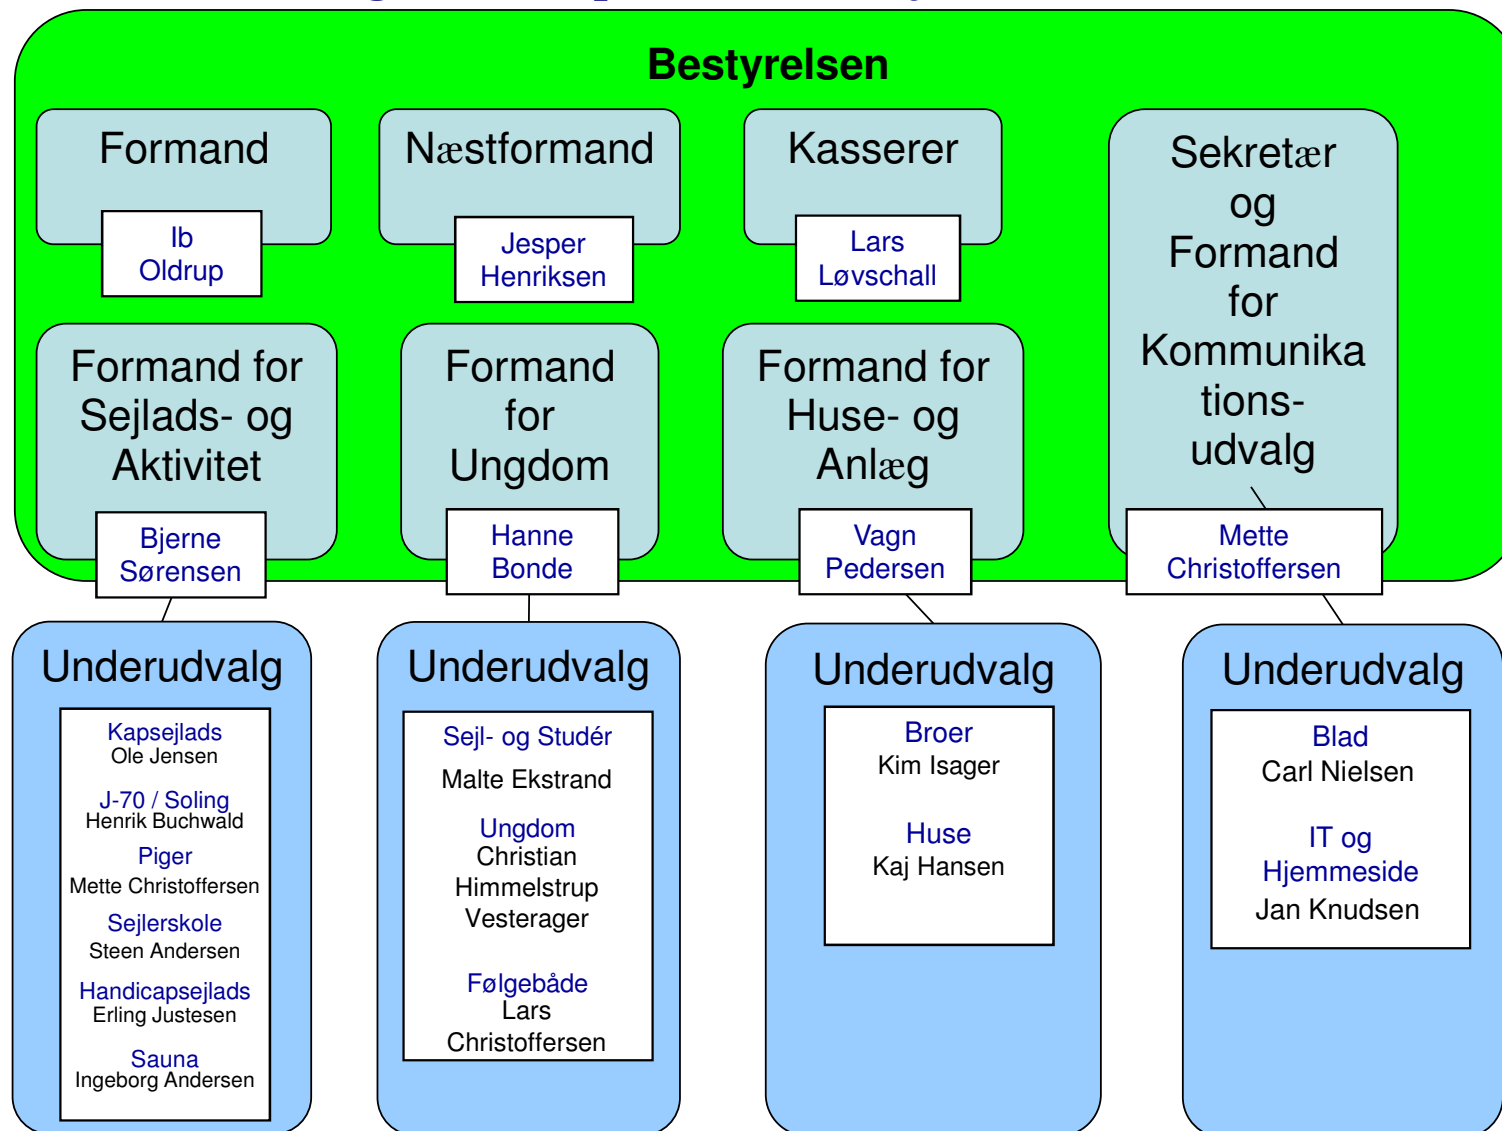 Bestyrelsen
Formand
Ib
Oldrup
Næstformand
Jesper
Henriksen
Kasserer
Lars
Løvschall
Sekretær
og
Formand
for
Kommunika
tions-
udvalg
Mette
Christoffersen
Formand for
Sejlads- og
Aktivitet
Bjerne
Sørensen
Formand
for
Ungdom
Hanne
Bonde
Formand for
Huse- og
Anlæg
Vagn
Pedersen
Underudvalg
Kapsejlads
Ole Jensen
J-70 / Soling
Henrik Buchwald
Piger
Mette Christoffersen
Sejlerskole
Steen Andersen
Handicapsejlads
Erling Justesen
Sauna
Ingeborg Andersen
Underudvalg
Sejl- og Studér
Malte Ekstrand
Ungdom
Christian
Himmelstrup
Vesterager
Følgebåde
Lars
Christoffersen
Underudvalg
Broer
Kim Isager
Huse
Kaj Hansen
Underudvalg
Blad
Carl Nielsen
IT og
Hjemmeside
Jan Knudsen